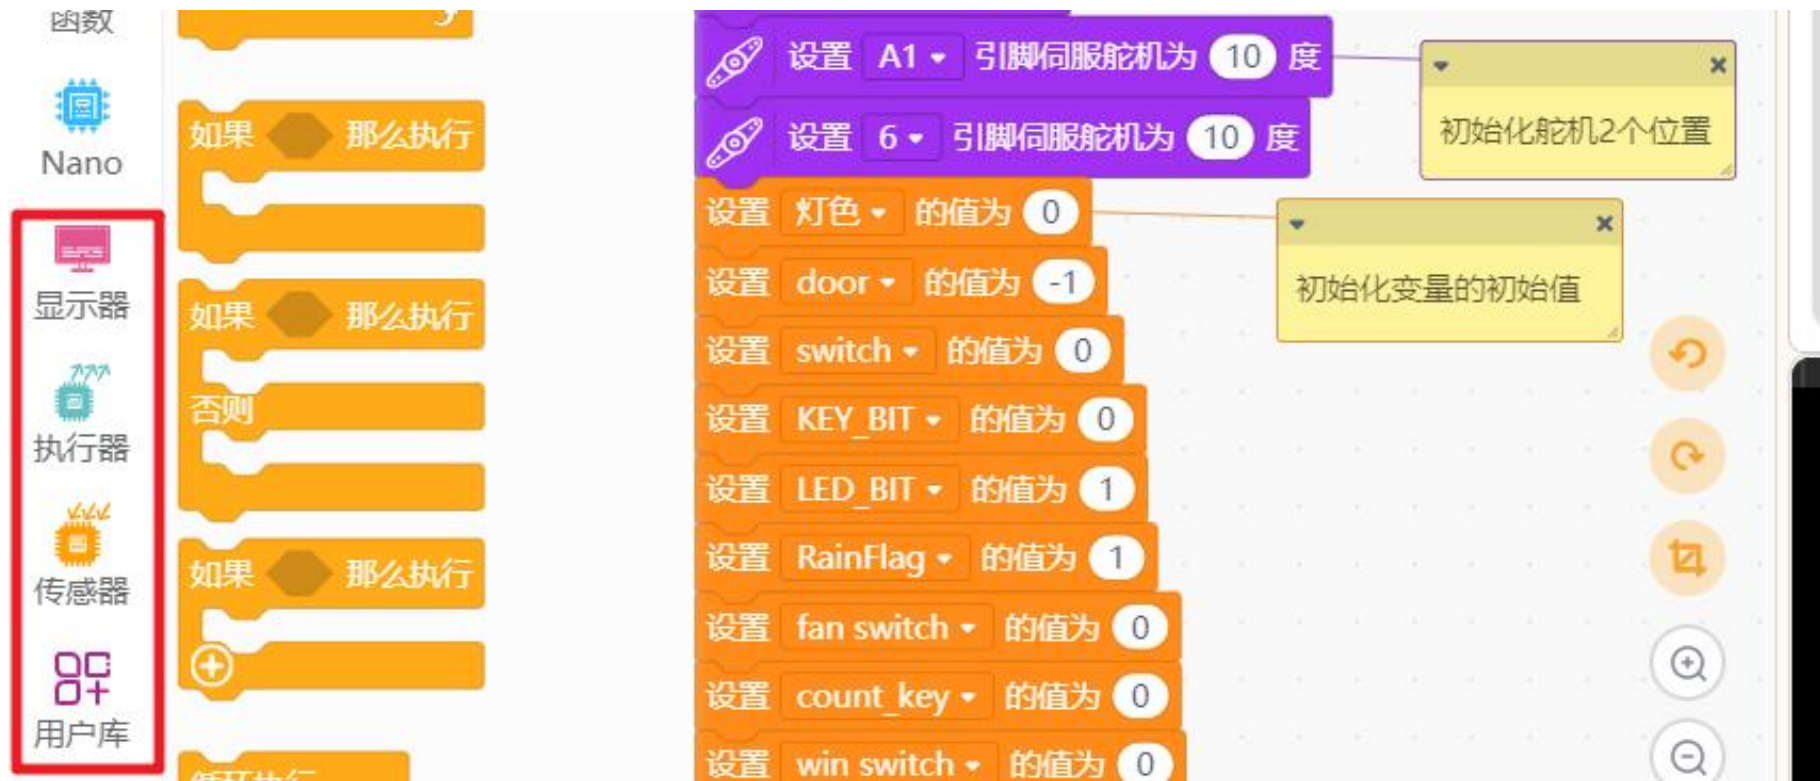 函数
Nano
显示器
执行器
传感器
用户库
如果 那么执行
如果 那么执行
否则
如果 那么执行
循环执行
设置 A1 引脚伺服舵机为 10 度
设置 6 引脚伺服舵机为 10 度
设置 灯色 的值为 0
设置 door 的值为 -1
设置 switch 的值为 0
设置 KEY_BIT 的值为 0
设置 LED_BIT 的值为 1
设置 RainFlag 的值为 1
设置 fan switch 的值为 0
设置 count_key 的值为 0
设置 win switch 的值为 0
初始化舵机2个位置
初始化变量的初始值